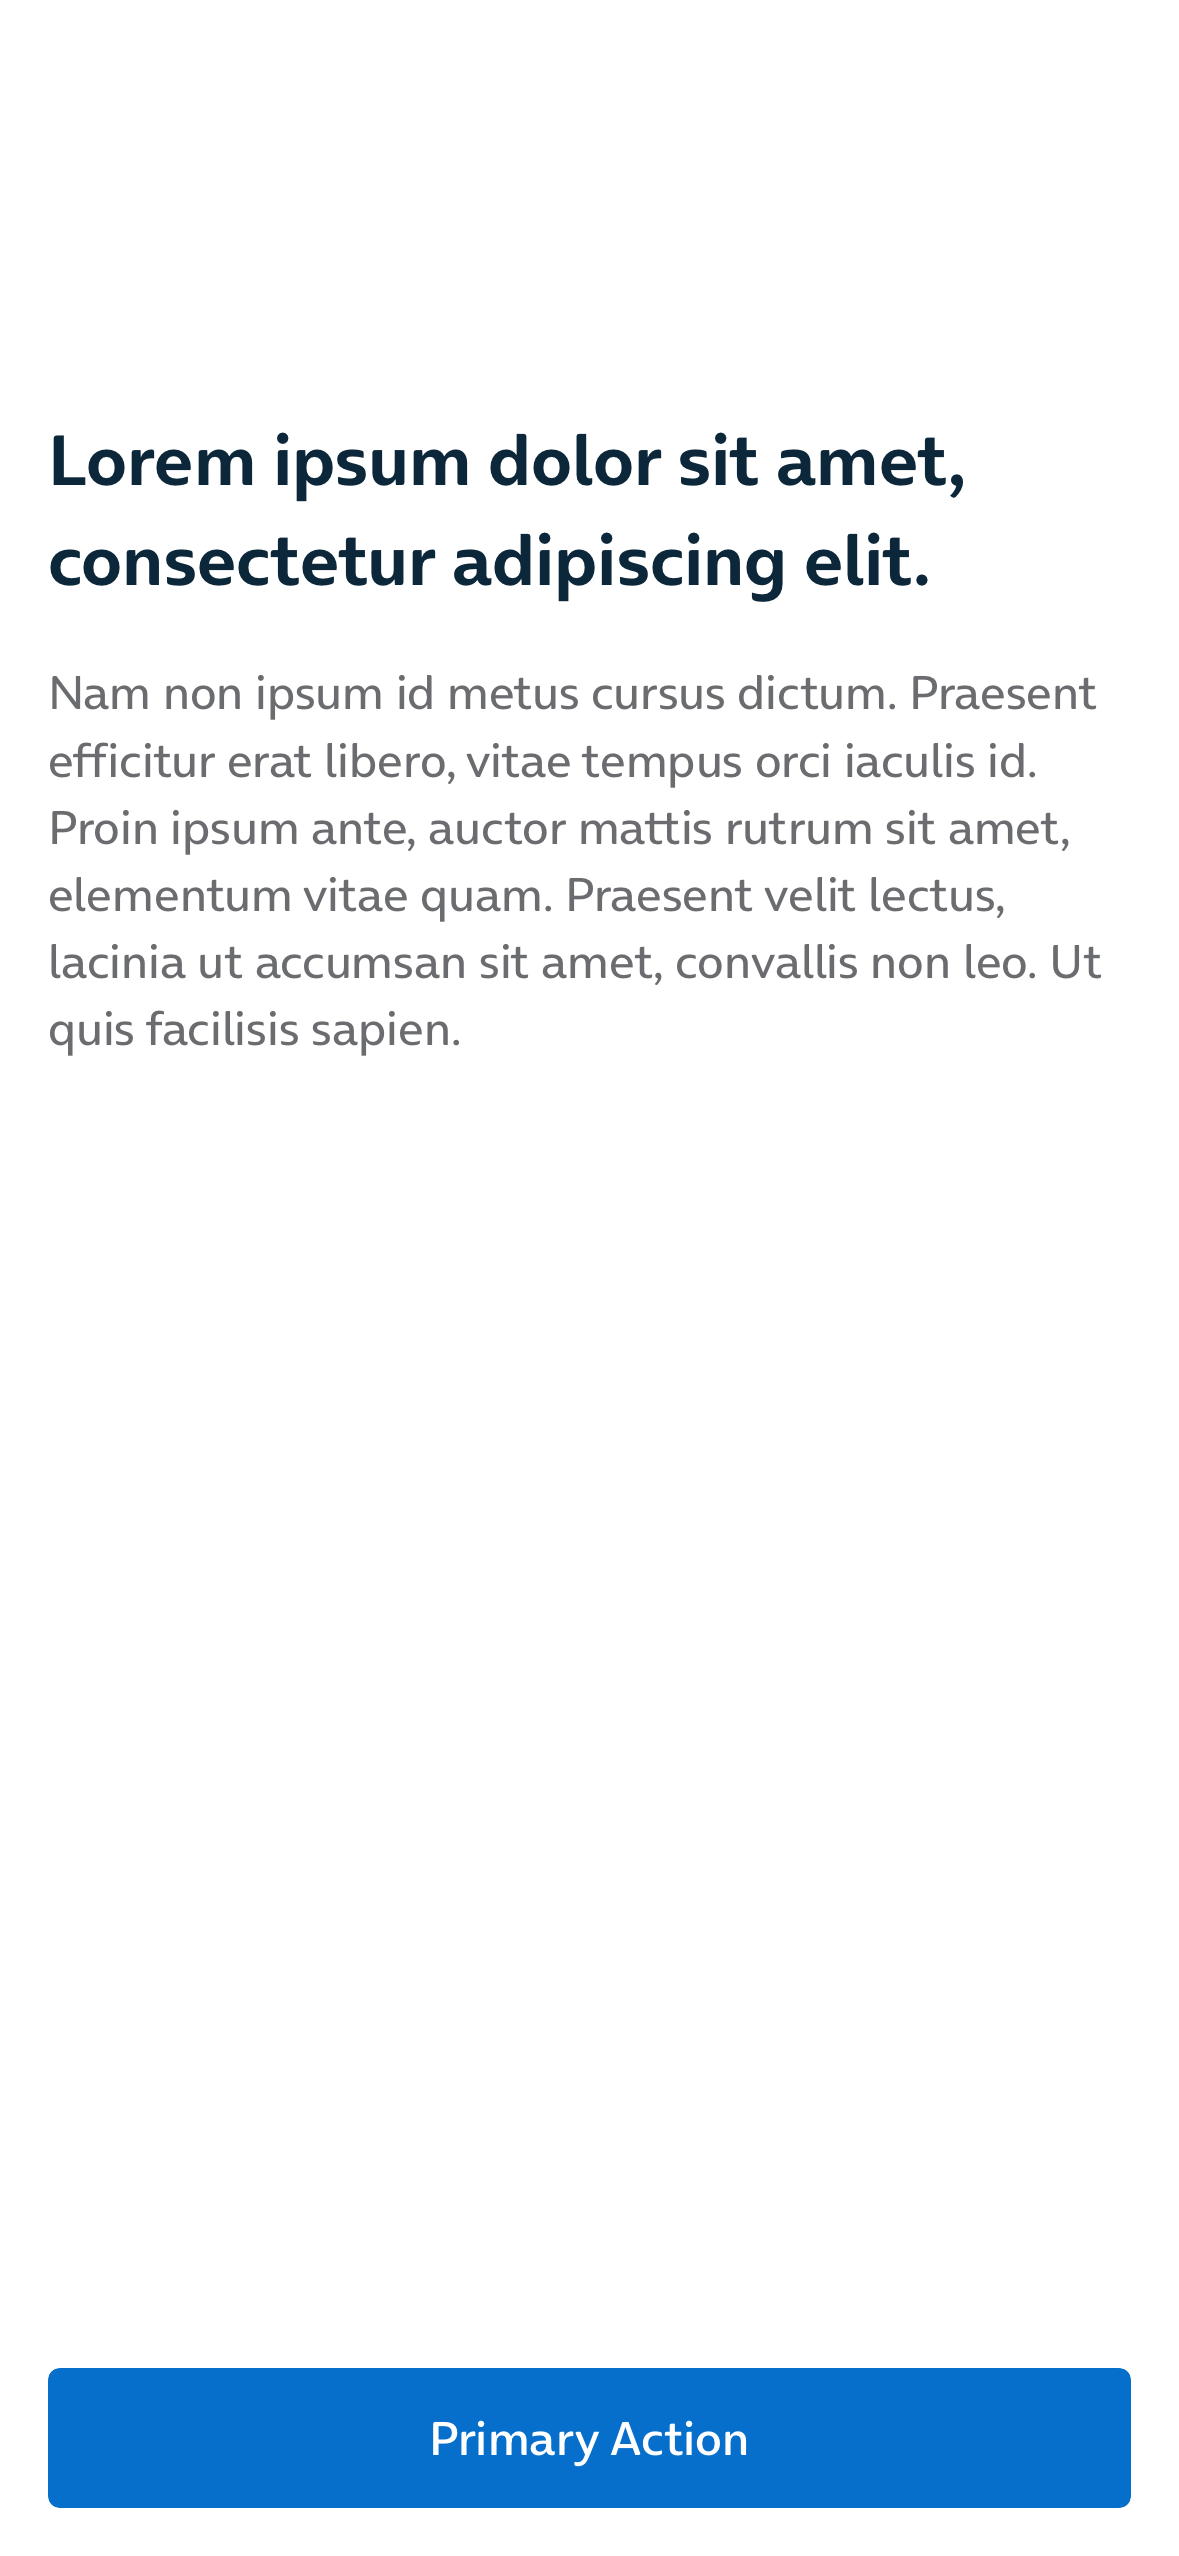 Lorem ipsum dolor sit amet,
consectetur adipiscing elit.
Nam non ipsum id metus cursus dictum. Praesent
efficitur erat libero, vitae tempus orci iaculis id.
Proin ipsum ante, auctor mattis rutrum sit amet,
elementum vitae quam. Praesent velit lectus,
lacinia ut accumsan sit amet, convallis non leo. Ut
quis facilisis sapien.
Primary Action